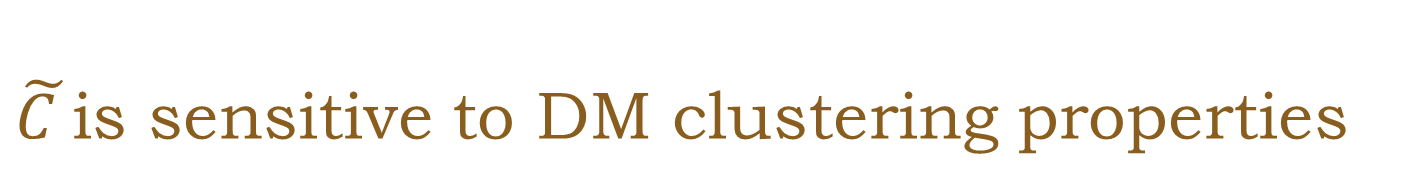 C̃ is sensitive to DM clustering properties